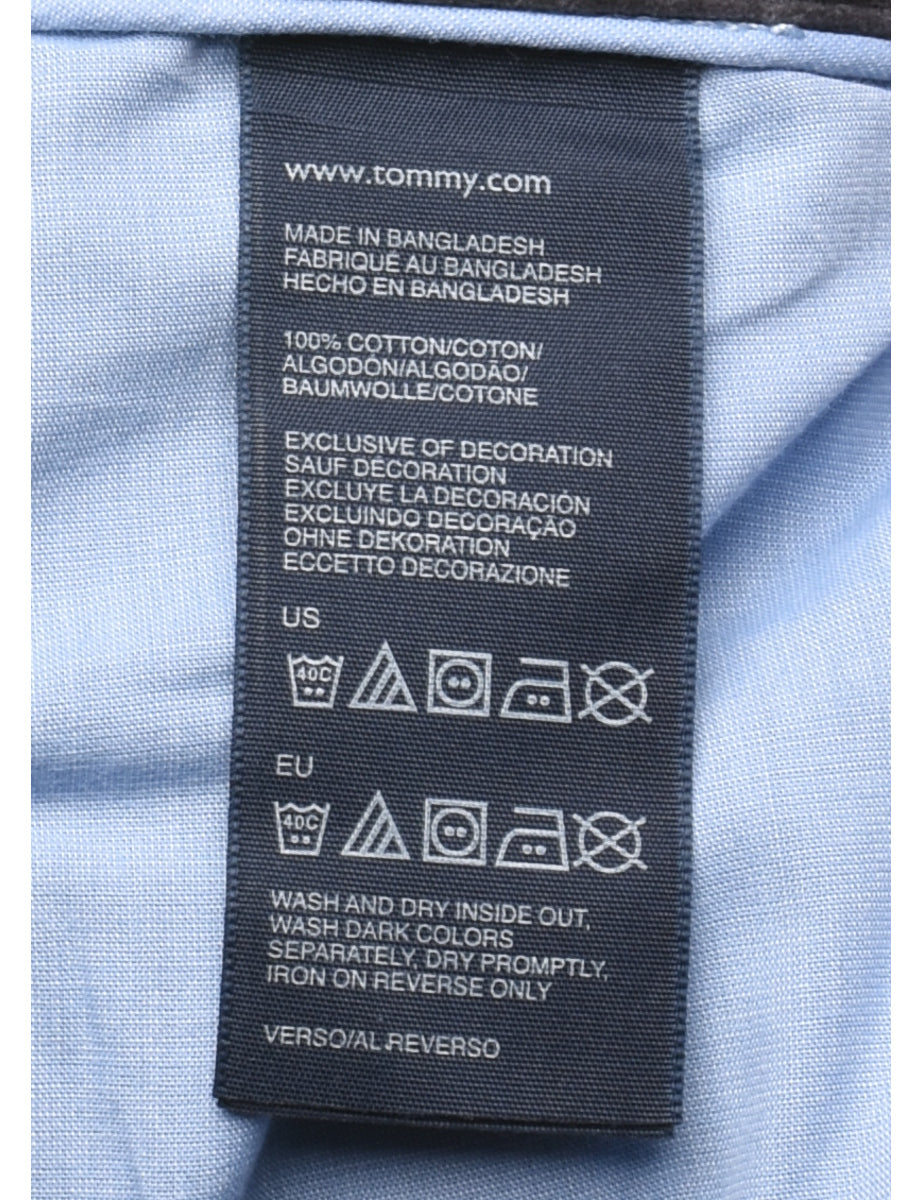 www.tommy.com
MADE IN BANGLADESH
FABRIQUÉ AU BANGLADESH
HECHO EN BANGLADESH
100% COTTON/COTON/
ALGODÓN/ALGODÃO/
BAUMWOLLE/COTONE
EXCLUSIVE OF DECORATION
SAUF DÉCORATION
EXCLUYE LA DECORACIÓN
EXCLUINDO DECORAÇÃO
OHNE DEKORATION
ECCETTO DECORAZIONE
US
40C
EU
40C
WASH AND DRY INSIDE OUT,
WASH DARK COLORS
SEPARATELY, DRY PROMPTLY,
IRON ON REVERSE ONLY
VERSO/AL REVERSO